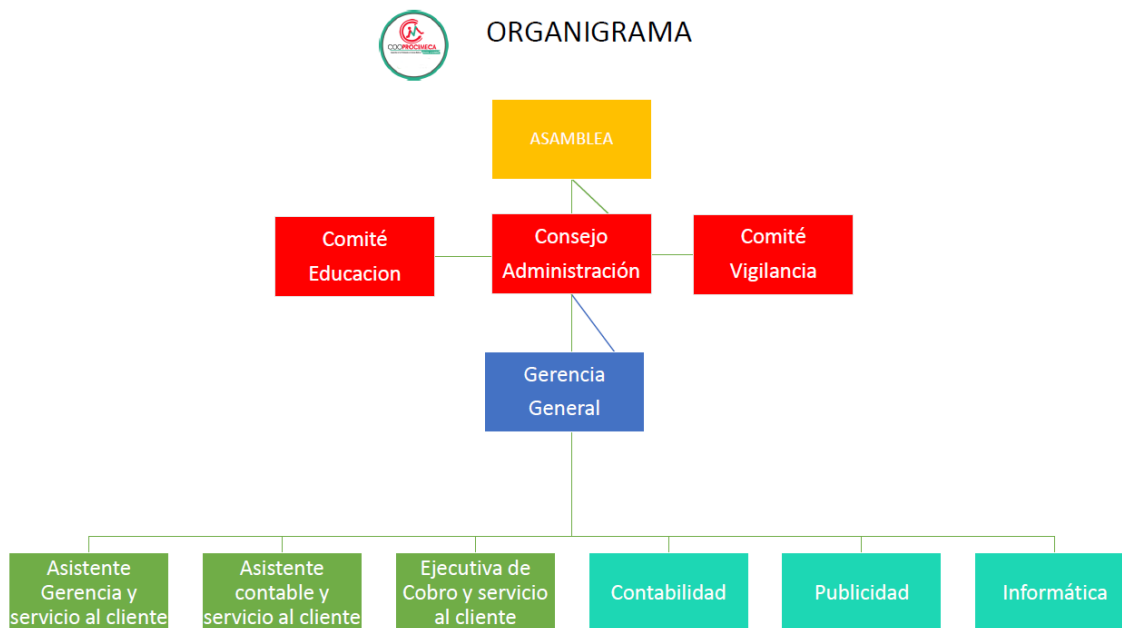 COOPROCIMECA
ORGANIGRAMA
ASAMBLEA
Comité
Educacion
Consejo
Administración
Comité
Vigilancia
Gerencia
General
Asistente
Gerencia y
servicio al cliente
Asistente
contable y
servicio al cliente
Ejecutiva de
Cobro y servicio
al cliente
Contabilidad
Publicidad
Informática